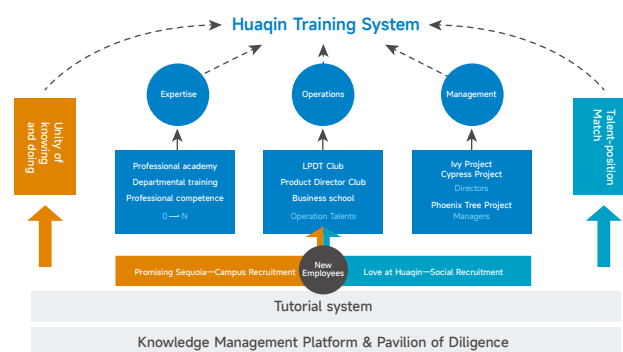 Huaqin Training System
Expertise
Operations
Management
Unity of
knowing
and doing
Talent-position
Match
Professional academy
Departmental training
Professional competence
0 → N
LPDT Club
Product Director Club
Business school
Operation Talents
Ivy Project
Cypress Project
Directors
Phoenix Tree Project
Managers
Promising Sequoia—Campus Recruitment
New
Employees
Love at Huaqin—Social Recruitment
Tutorial system
Knowledge Management Platform & Pavilion of Diligence